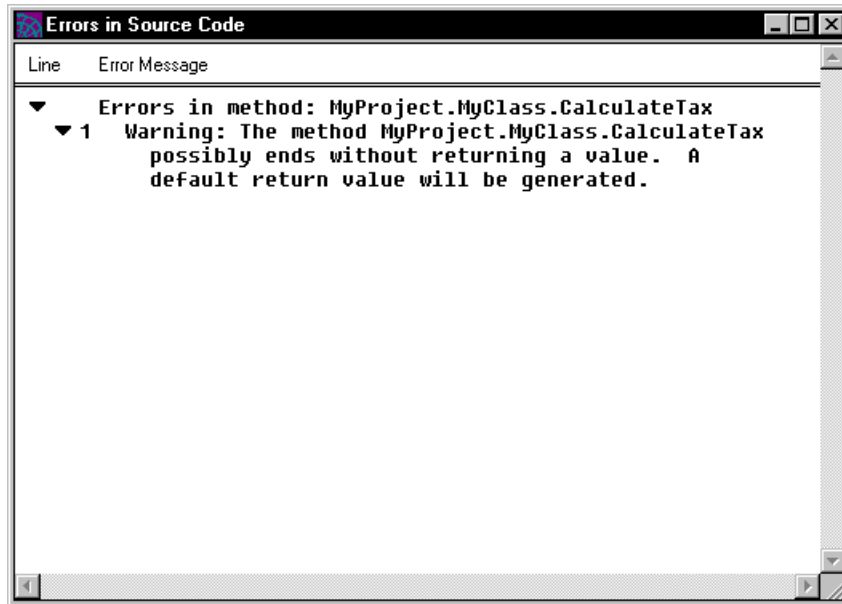 Errors in Source Code
Line Error Message
Errors in method: MyProject.MyClass.CalculateTax
1 Warning: The method MyProject.MyClass.CalculateTax
possibly ends without returning a value. A
default return value will be generated.